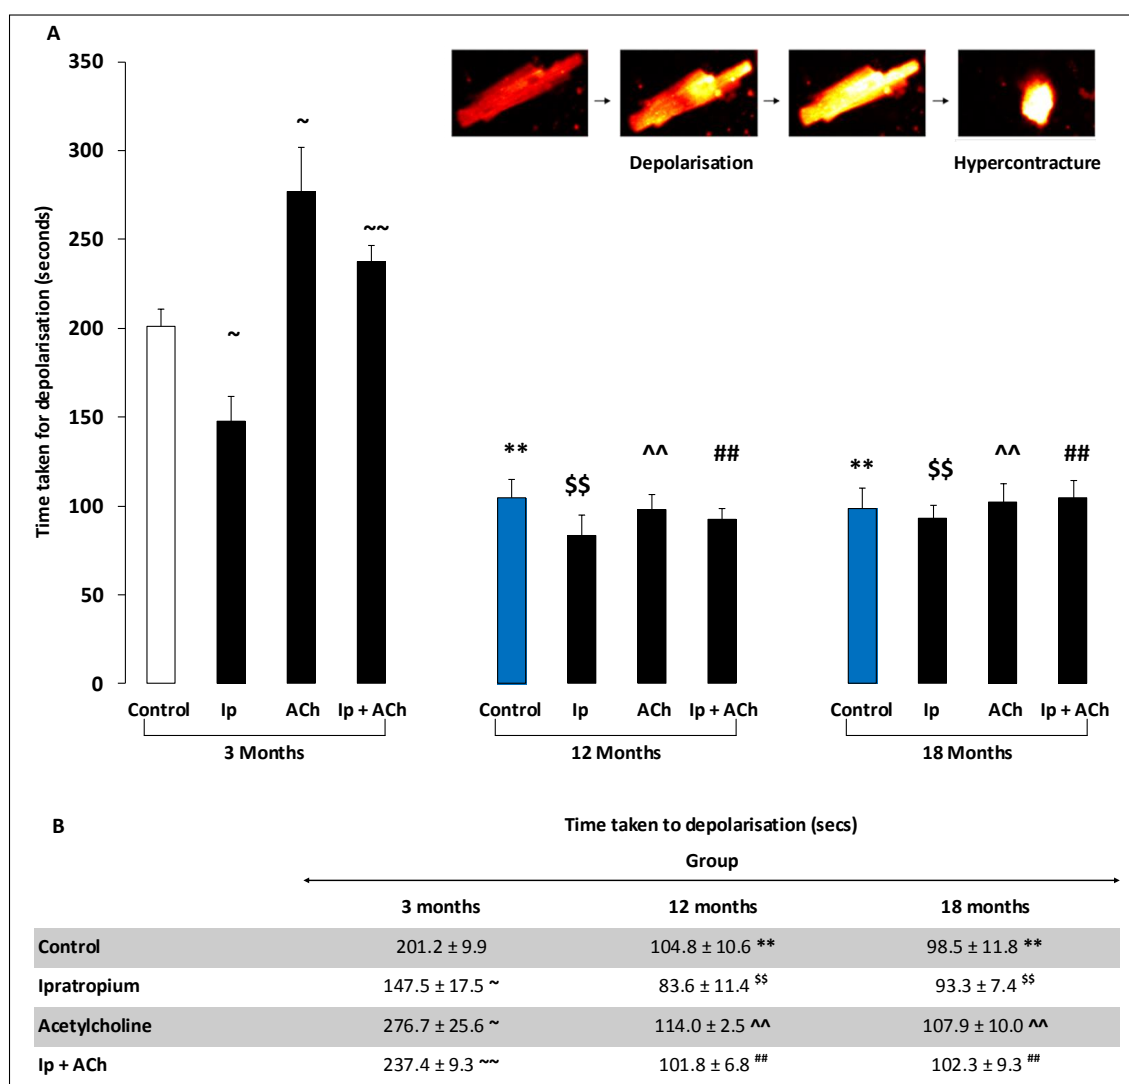 A
350
300
250
200
150
100
50
0
Time taken for depolarisation (seconds)
Depolarisation Hypercontracture
~ ~ ~~
** $$ ^^ ##
** $$ ^^ ##
Control Ip ACh Ip + ACh Control Ip ACh Ip + ACh Control Ip ACh Ip + ACh
3 Months 12 Months 18 Months
B Time taken to depolarisation (secs)
Group
3 months 12 months 18 months
Control 201.2 ± 9.9 104.8 ± 10.6 ** 98.5 ± 11.8 **
Ipratropium 147.5 ± 17.5 ~ 83.6 ± 11.4 $$ 93.3 ± 7.4 $$
Acetylcholine 276.7 ± 25.6 ~ 114.0 ± 2.5 ^^ 107.9 ± 10.0 ^^
Ip + ACh 237.4 ± 9.3 ~~ 101.8 ± 6.8 ## 102.3 ± 9.3 ##